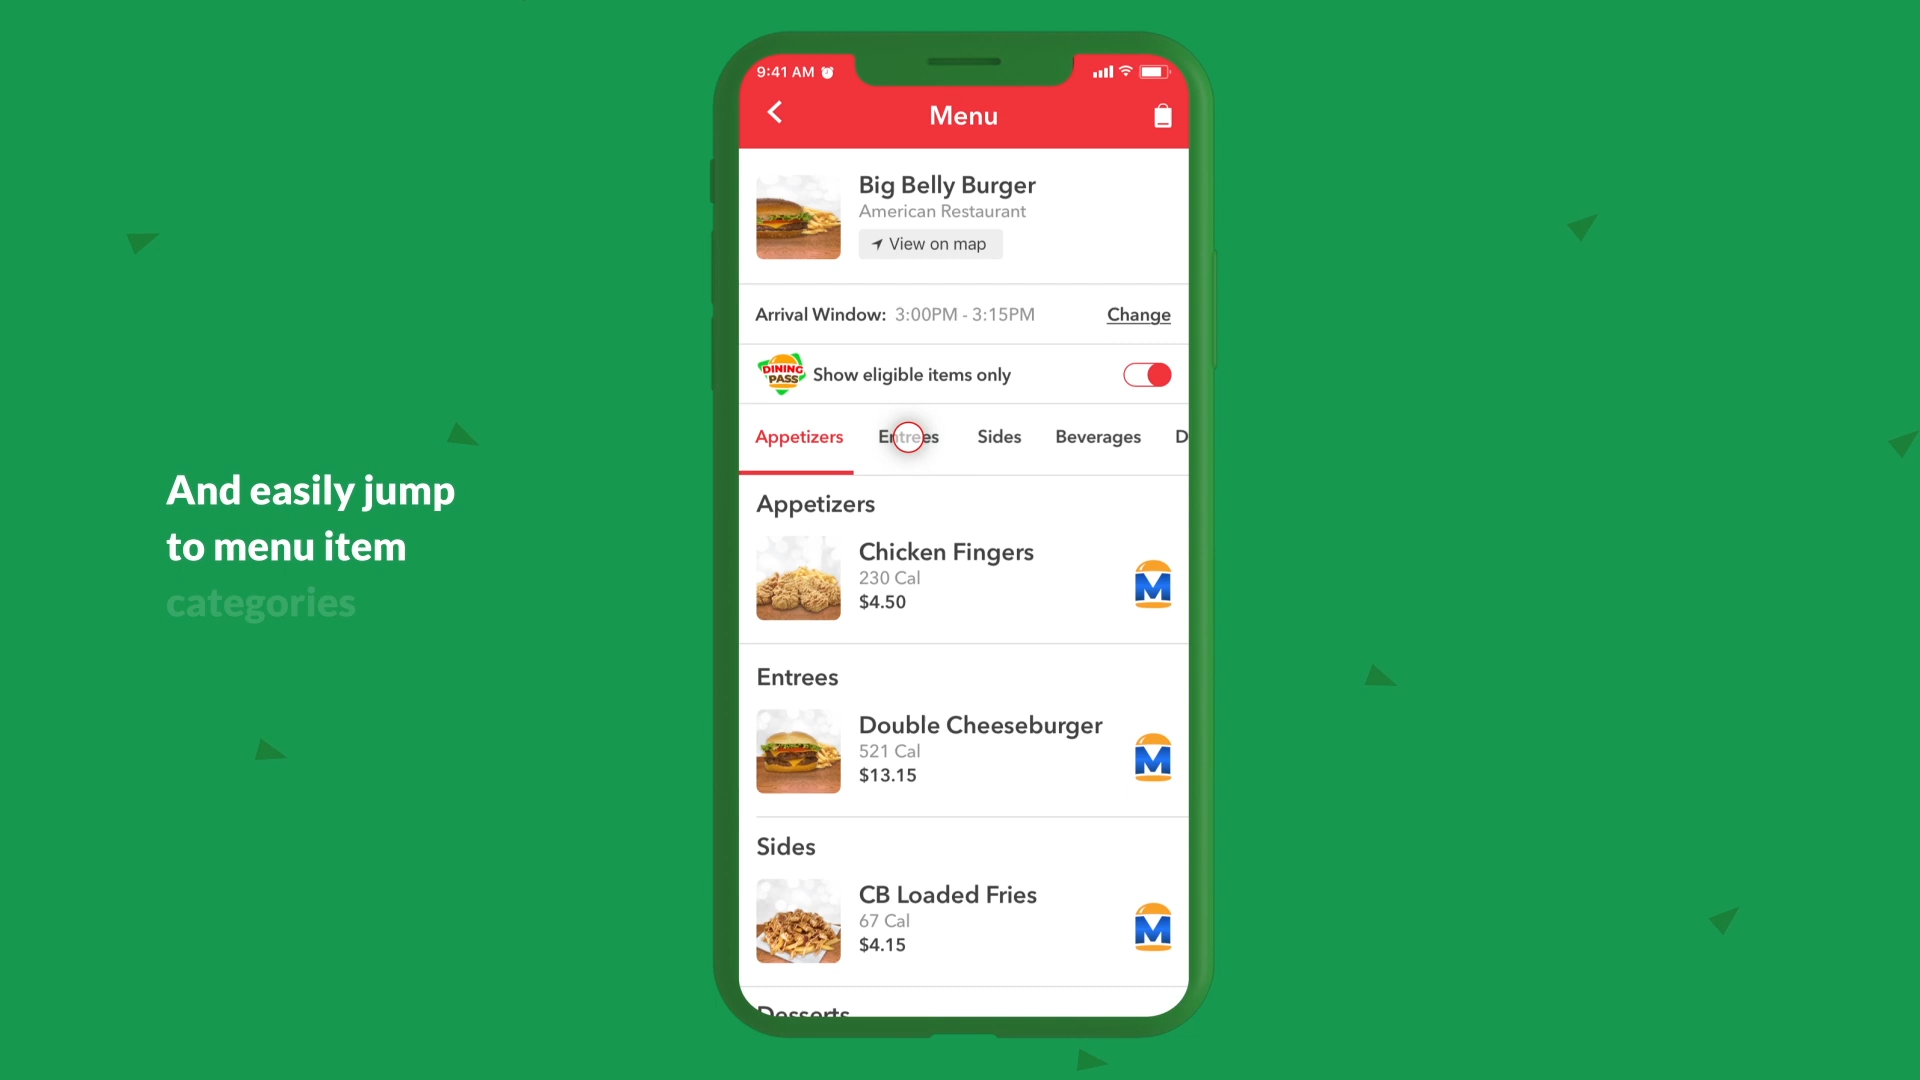 And easily jump
to menu item
categories
9:41 AM
Menu
Big Belly Burger
American Restaurant
View on map
Arrival Window: 3:00PM - 3:15PM Change
DINING
PASS
Show eligible items only
Appetizers Entrees Sides Beverages D
Appetizers
Chicken Fingers
230 Cal
$4.50
M
Entrees
Double Cheeseburger
521 Cal
$13.15
M
Sides
CB Loaded Fries
67 Cal
$4.15
M
Desserts